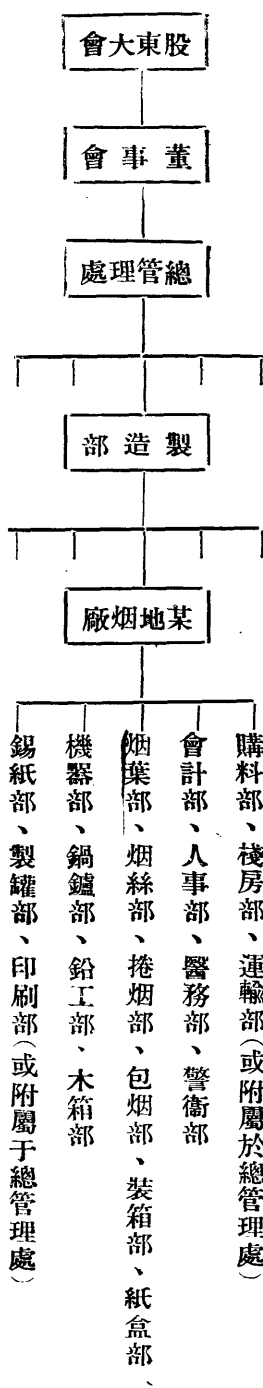 股東大會
董事會
總管理處
製造部
某地烟廠
購料部、棧房部、運輸部(或附屬於總管理處)
會計部、人事部、醫務部、警衞部
烟葉部、烟絲部、捲烟部、包烟部、裝箱部、紙盒部、
機器部、鍋鑪部、鉛工部、木箱部
錫紙部、製罐部、印刷部(或附屬于總管理處)